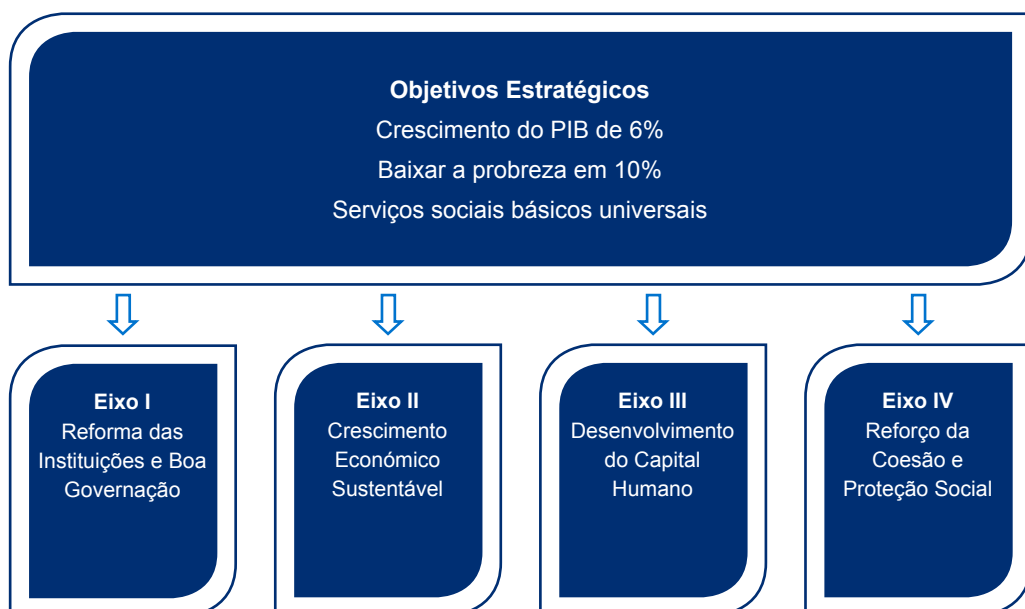 Objetivos Estratégicos
Crescimento do PIB de 6%
Baixar a probreza em 10%
Serviços sociais básicos universais
Eixo I
Reforma das
Instituições e Boa
Governação
Eixo II
Crescimento
Económico
Sustentável
Eixo III
Desenvolvimento
do Capital
Humano
Eixo IV
Reforço da
Coesão e
Proteção Social